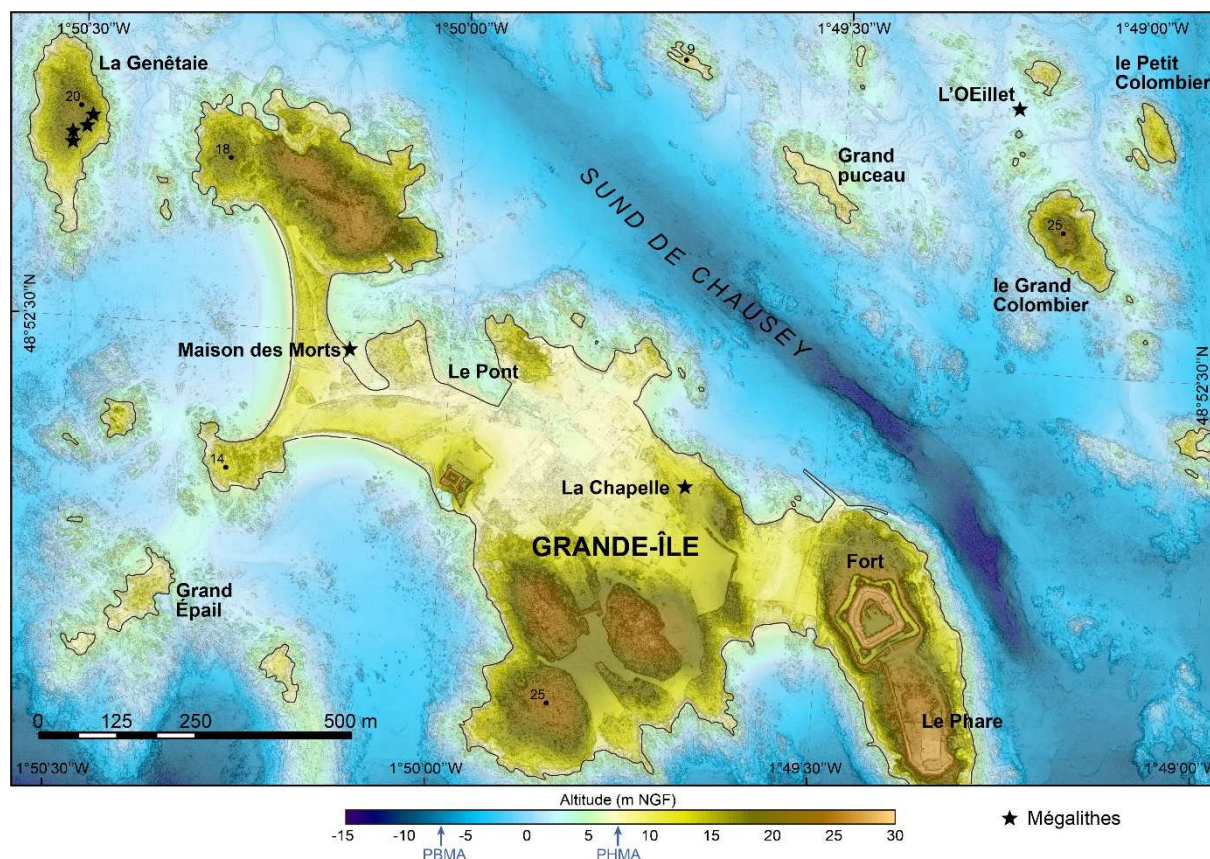 1°50'30''W
1°50'00''W
1°49'30''W
1°49'00''W
La Genêtaie
20
9
le Petit
Colombier
L'OEillet
18
Grand
puceau
SUND DE CHAUSEY
25
le Grand
Colombier
48°52'30''N
Maison des Morts
Le Pont
48°52'30''N
14
La Chapelle
GRANDE-ÎLE
Fort
Grand
Épail
25
Le Phare
0 125 250 500 m
1°50'30''W
1°50'00''W
1°49'30''W
1°49'00''W
Altitude (m NGF)
-15 -10 -5 0 5 10 15 20 25 30
PBMA
PHMA
Mégalithes